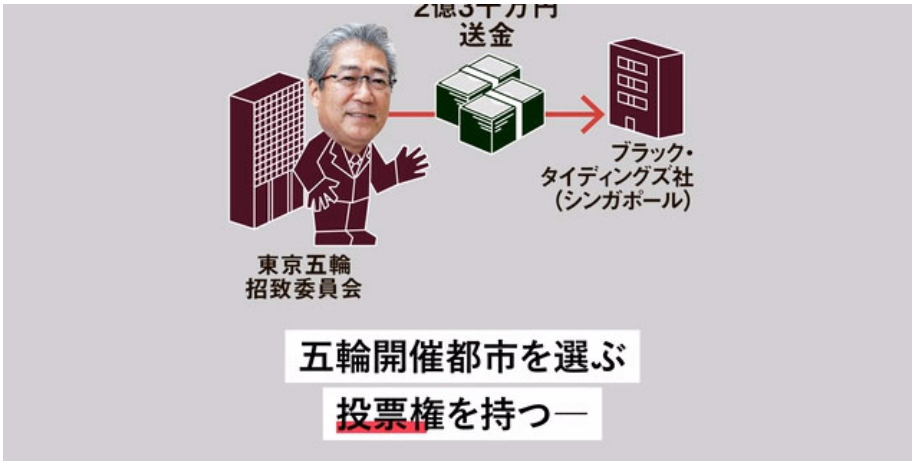 2億3千万円
送金
ブラック・
タイディングズ社
(シンガポール)
東京五輪
招致委員会
五輪開催都市を選ぶ
投票権を持つ―